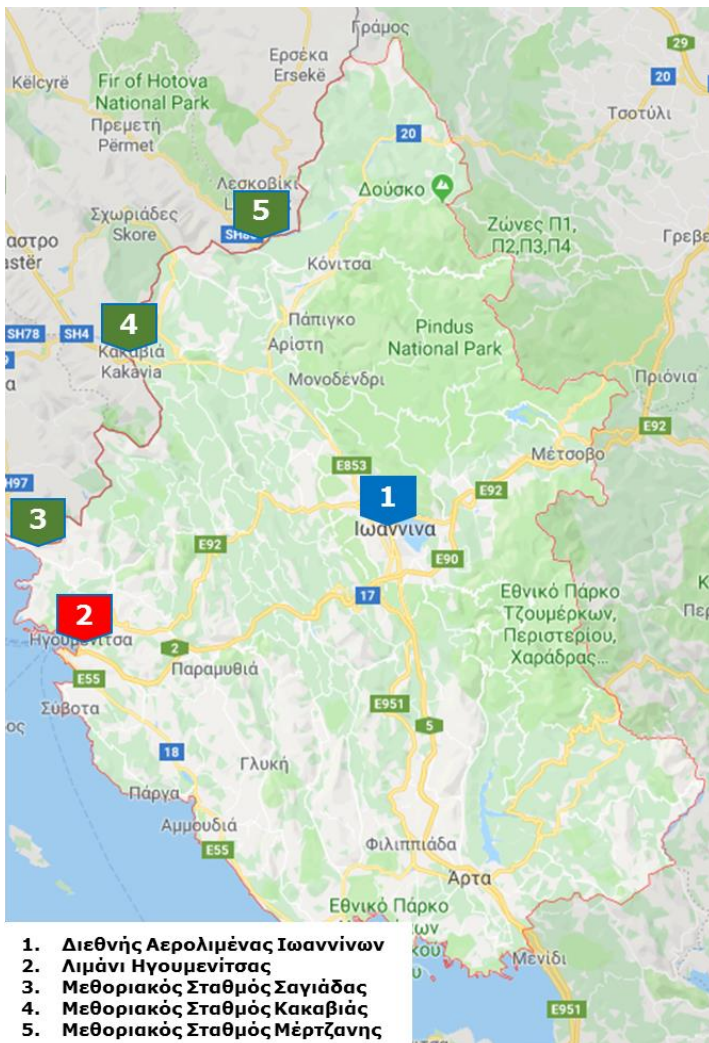 Γράμος
29
Ερσέκα
Ersekë
Këlcyrë
Fir of Hotova
National Park
20
Τσοτύλι
Πρεμετή
Përmet
20
Λεσκοβίκι
Δούσκο
5
Σχωριάδες
Skore
Ζώνες Π1,
Π2,Π3,Π4
Γρεβε
αστρο
astër
Κόνιτσα
4
Πάπιγκο
Pindus
National Park
SH78
SH4
Αρίστη
Κακαβιά
Kakavia
Μονοδένδρι
Πριόνια
E92
Μέτσοβο
E853
H97
1
E92
3
Ιωάννινα
E92
E90
17
Εθνικό Πάρκο
Τζουμέρκων,
Περιστερίου,
Χαράδρας...
2
Ηγουμενίτσα
2
Παραμυθιά
E55
Σύβοτα
E951
5
18
Γλυκή
Πάργα
Αμμουδιά
E55
Φιλιππιάδα
Άρτα
Εθνικό Πάρκο
Μενίδι
E951
1. Διεθνής Αερολιμένας Ιωαννίνων
2. Λιμάνι Ηγουμενίτσας
3. Μεθοριακός Σταθμός Σαγιάδας
4. Μεθοριακός Σταθμός Κακαβιάς
5. Μεθοριακός Σταθμός Μέρτζανης